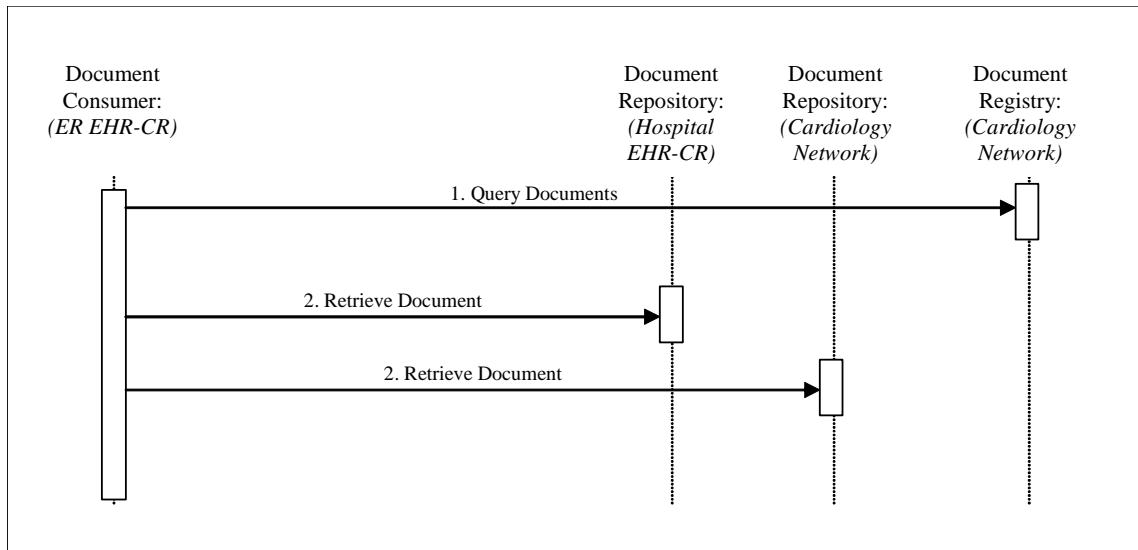 Document
Consumer:
(ER EHR-CR)
Document
Repository:
(Hospital
EHR-CR)
Document
Repository:
(Cardiology
Network)
Document
Registry:
(Cardiology
Network)
1. Query Documents
2. Retrieve Document
2. Retrieve Document